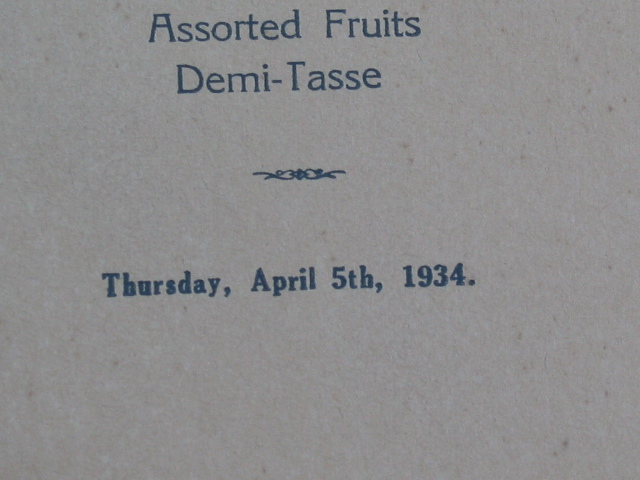 Assorted Fruits
Demi-Tasse
Thursday, April 5th, 1934.